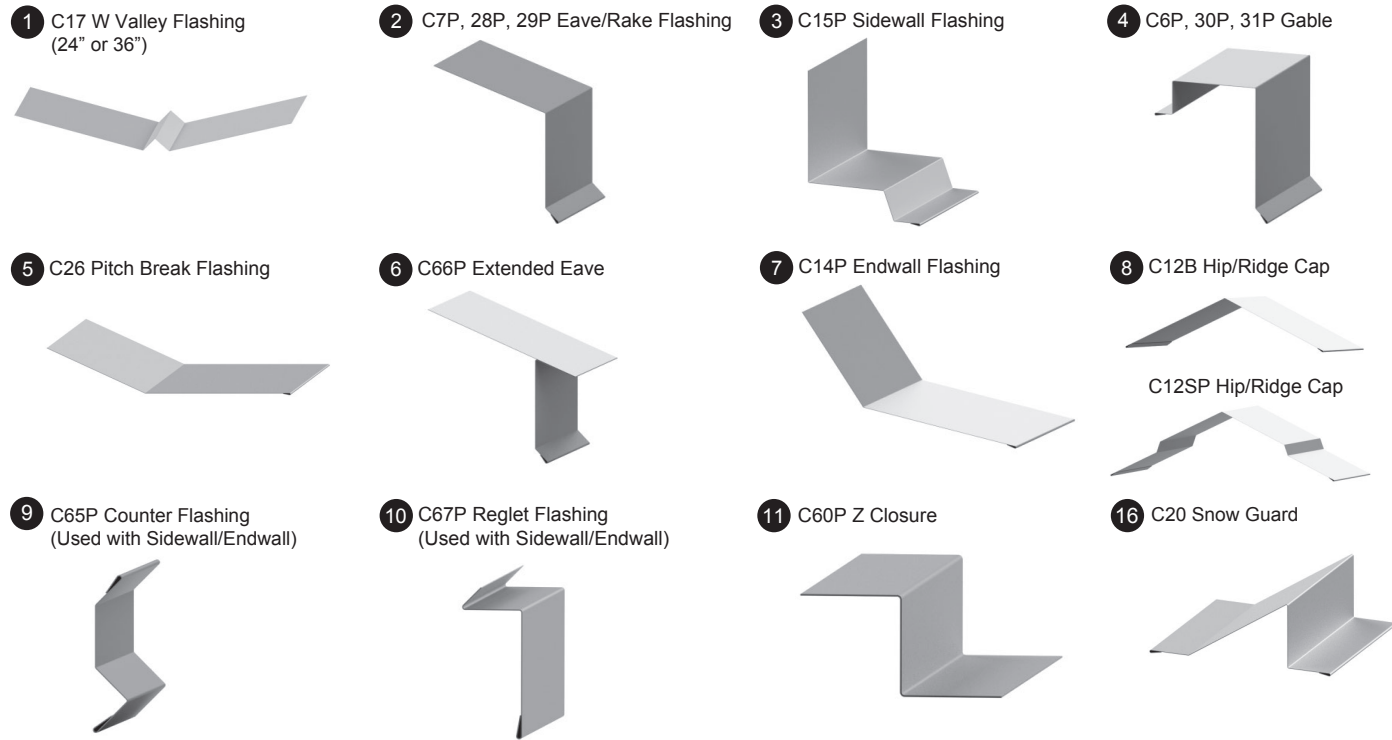 1 C17 W Valley Flashing
(24” or 36”)
2 C7P, 28P, 29P Eave/Rake Flashing
3 C15P Sidewall Flashing
4 C6P, 30P, 31P Gable
5 C26 Pitch Break Flashing
6 C66P Extended Eave
7 C14P Endwall Flashing
8 C12B Hip/Ridge Cap
C12SP Hip/Ridge Cap
9 C65P Counter Flashing
(Used with Sidewall/Endwall)
10 C67P Reglet Flashing
(Used with Sidewall/Endwall)
11 C60P Z Closure
16 C20 Snow Guard